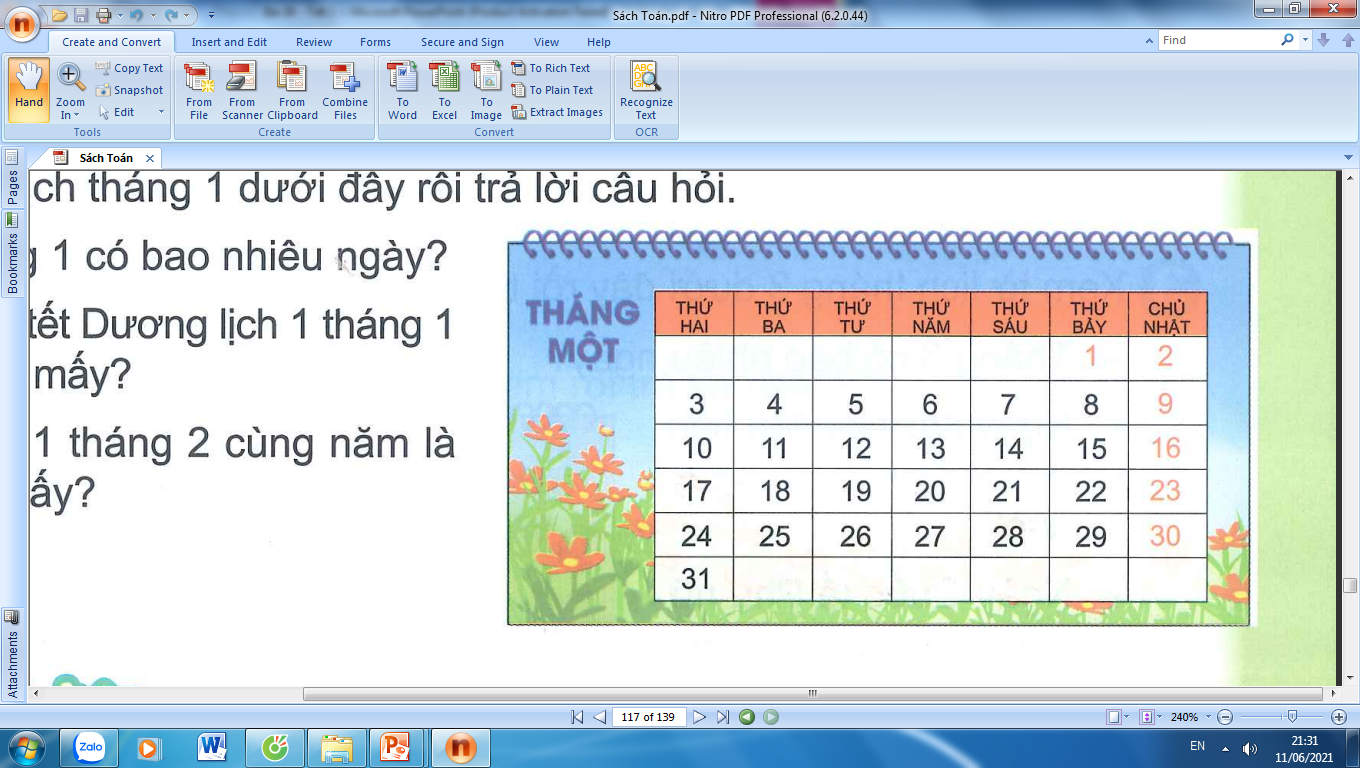 Sách Toán.pdf - Nitro PDF Professional (6.2.0.44)
Create and Convert Insert and Edit Review Forms Secure and Sign View Help Find
Hand
Zoom In
Copy Text
Snapshot
Edit
Tools
From File
From Scanner
From Clipboard
Combine Files
Create
To Word
To Excel
To Image
To Rich Text
To Plain Text
Extract Images
Convert
Recognize Text
OCR
Sách Toán
Pages
Bookmarks
Attachments
ch tháng 1 dưới đây rồi trả lời câu hỏi.
1 có bao nhiêu ngày?
tết Dương lịch 1 tháng 1
mấy?
1 tháng 2 cùng năm là
ấy?
THÁNG
MỘT
THỨ HAI THỨ BA THỨ TƯ THỨ NĂM THỨ SÁU THỨ BẢY CHỦ NHẬT
1 2
3 4 5 6 7 8 9
10 11 12 13 14 15 16
17 18 19 20 21 22 23
24 25 26 27 28 29 30
31
117 of 139
240%
Zalo
EN
21:31
11/06/2021